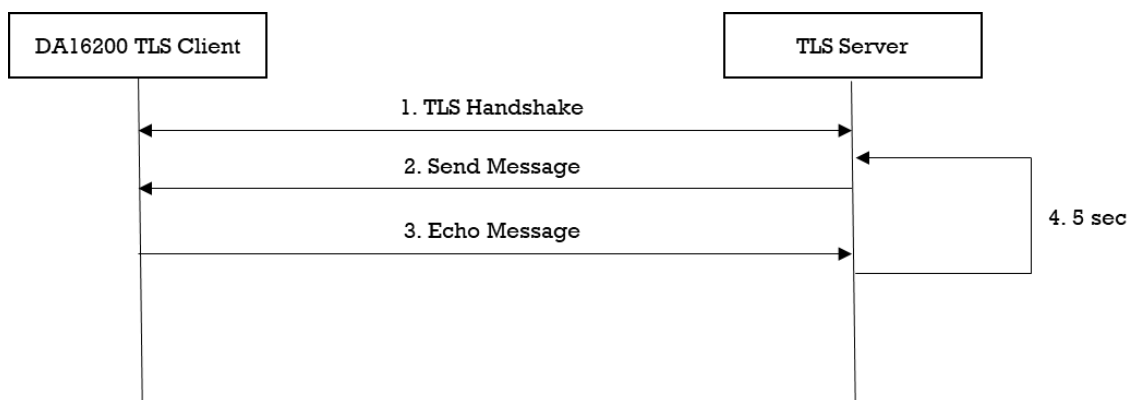 DA16200 TLS Client
TLS Server
1. TLS Handshake
2. Send Message
3. Echo Message
4. 5 sec